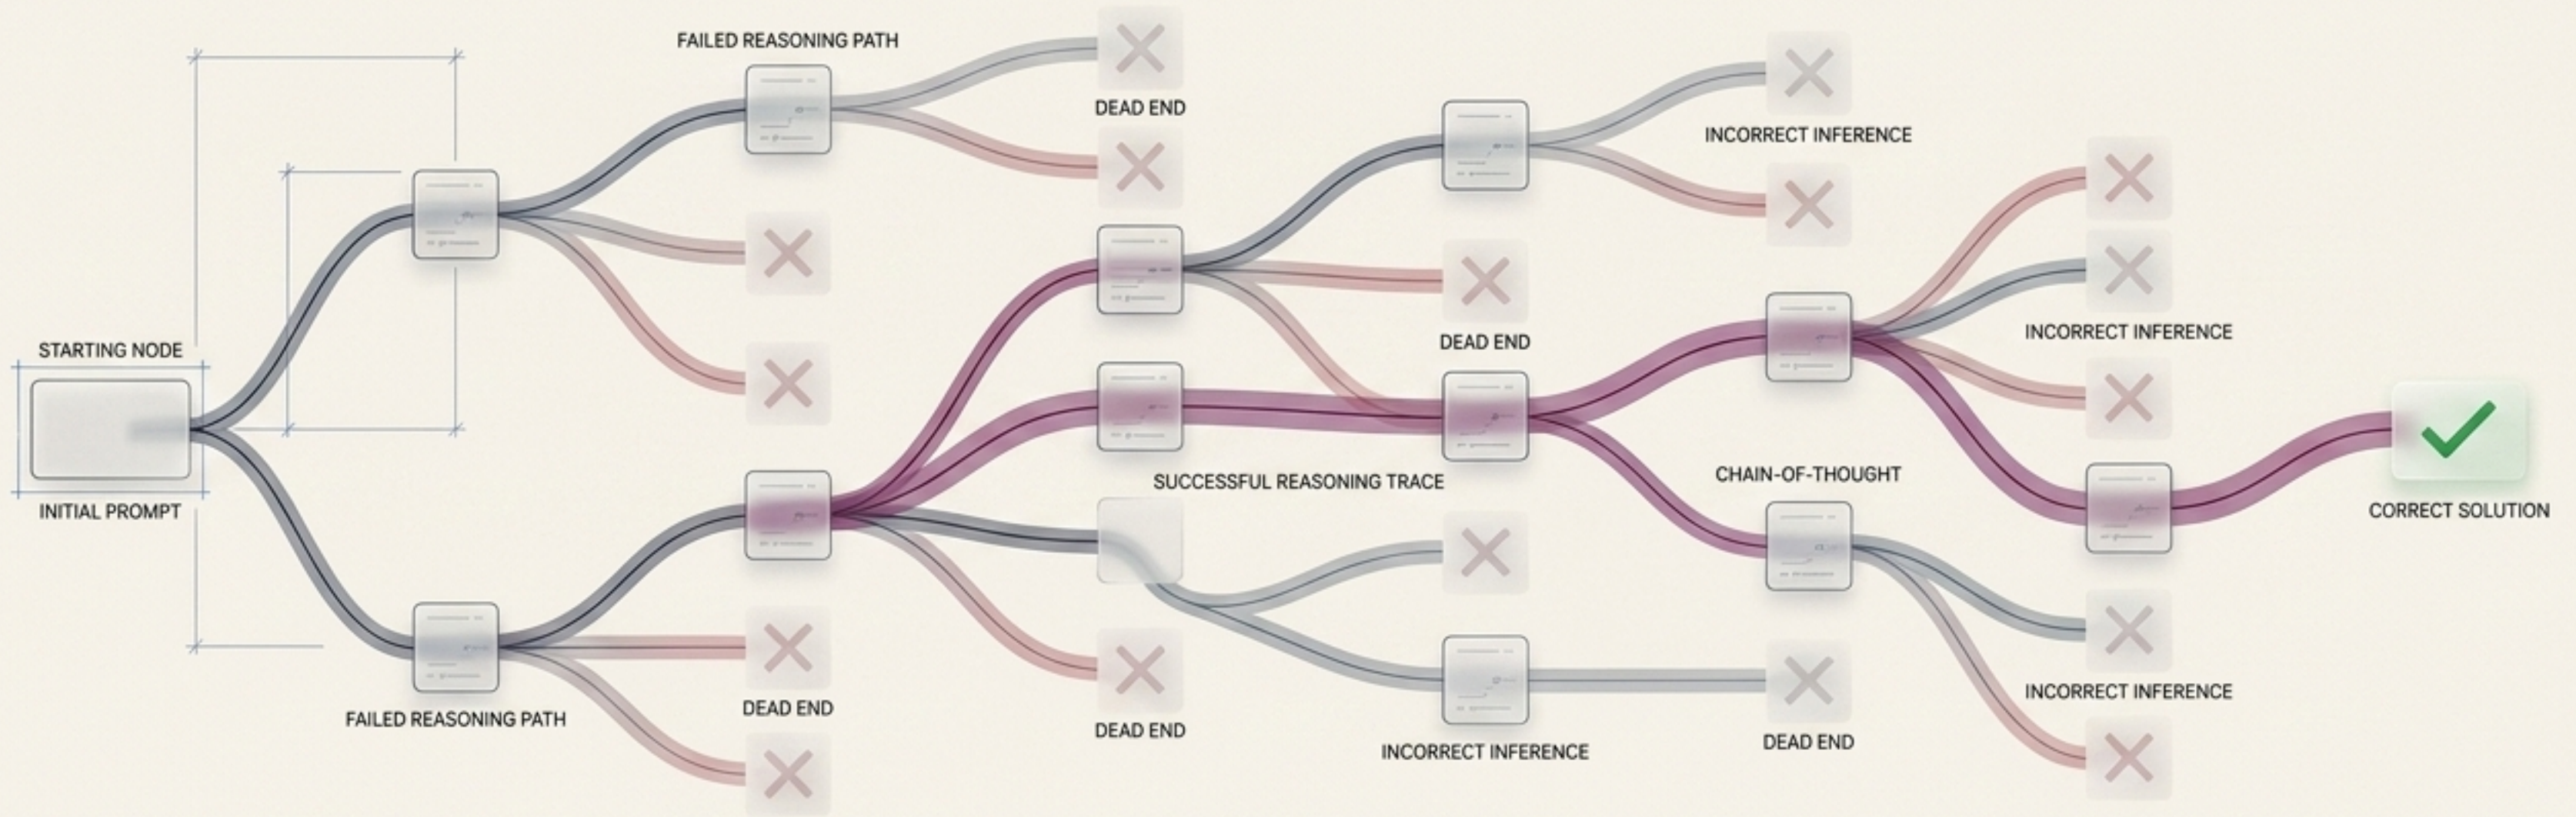 STARTING NODE
INITIAL PROMPT
FAILED REASONING PATH
FAILED REASONING PATH
DEAD END
DEAD END
DEAD END
SUCCESSFUL REASONING TRACE
DEAD END
INCORRECT INFERENCE
INCORRECT INFERENCE
CHAIN-OF-THOUGHT
DEAD END
INCORRECT INFERENCE
INCORRECT INFERENCE
CORRECT SOLUTION